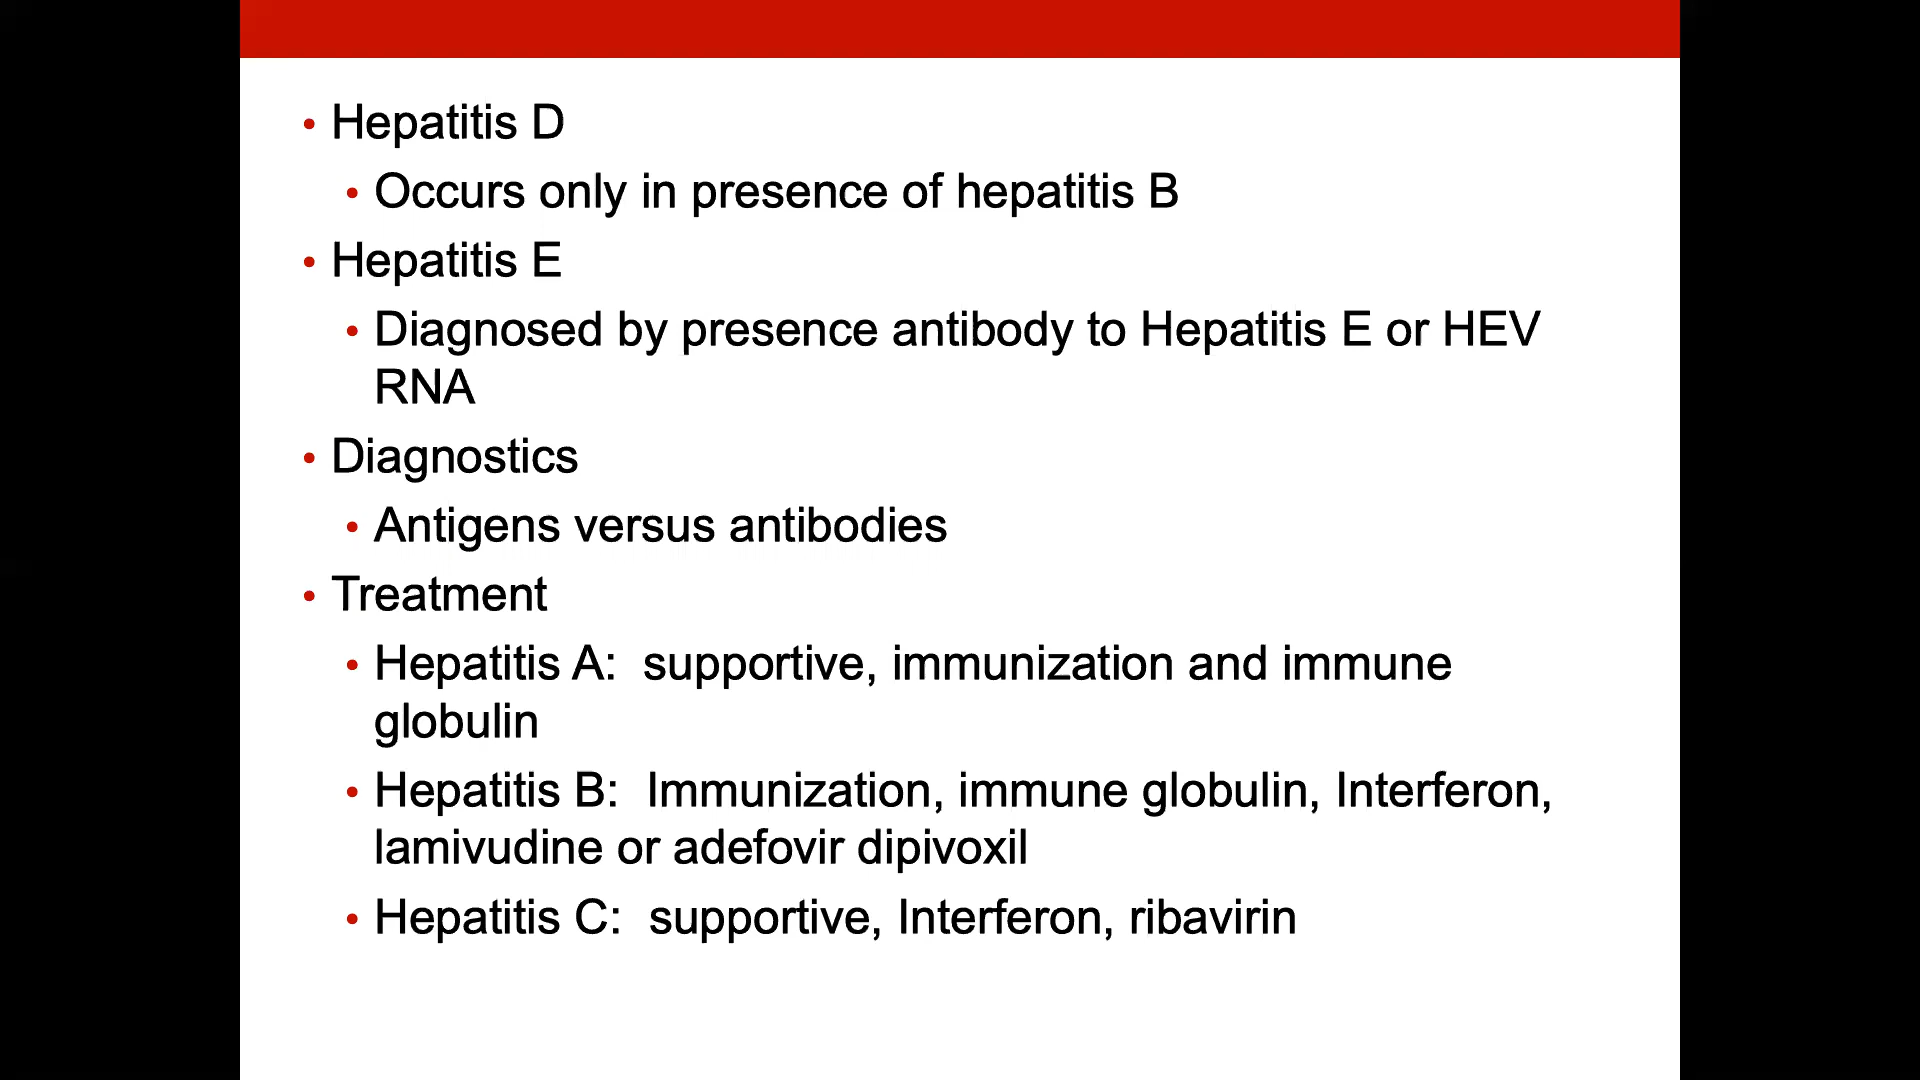 • Hepatitis D
• Occurs only in presence of hepatitis B
• Hepatitis E
• Diagnosed by presence antibody to Hepatitis E or HEV
RNA
• Diagnostics
• Antigens versus antibodies
• Treatment
• Hepatitis A:  supportive, immunization and immune
globulin
• Hepatitis B:  Immunization, immune globulin, Interferon,
lamivudine or adefovir dipivoxil
• Hepatitis C:  supportive, Interferon, ribavirin